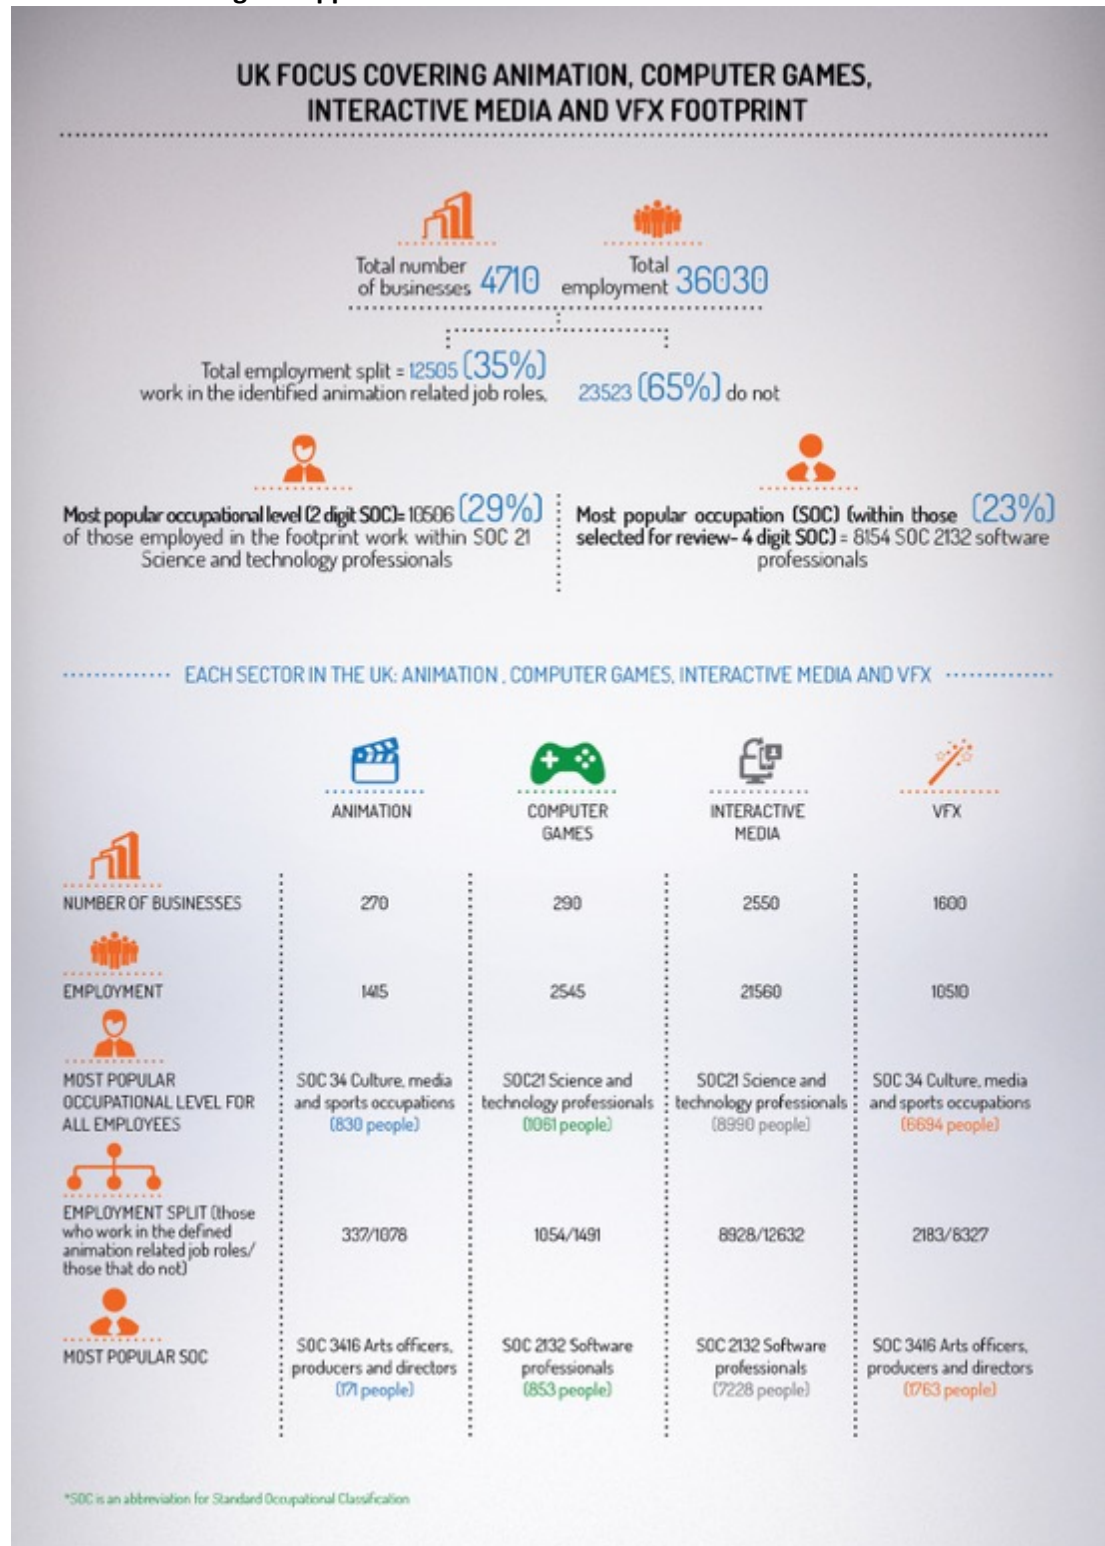 UK FOCUS COVERING ANIMATION, COMPUTER GAMES,
INTERACTIVE MEDIA AND VFX FOOTPRINT
Total number
of businesses 4710
Total
employment 36030
Total employment split = 12505 (35%)
work in the identified animation related job roles,
23523 (65%) do not
Most popular occupational level (2 digit SOC)= 10506 (29%)
of those employed in the footprint work within SOC 21
Science and technology professionals
Most popular occupation (SOC) (within those (23%)
selected for review- 4 digit SOC) = 8154 SOC 2132 software
professionals
EACH SECTOR IN THE UK: ANIMATION , COMPUTER GAMES, INTERACTIVE MEDIA AND VFX
ANIMATION
COMPUTER
GAMES
INTERACTIVE
MEDIA
VFX
NUMBER OF BUSINESSES
270
290
2550
1600
EMPLOYMENT
1415
2545
21560
10510
MOST POPULAR
OCCUPATIONAL LEVEL FOR
ALL EMPLOYEES
SOC 34 Culture, media
and sports occupations
(830 people)
SOC21 Science and
technology professionals
(1061 people)
SOC21 Science and
technology professionals
(8990 people)
SOC 34 Culture, media
and sports occupations
(6694 people)
EMPLOYMENT SPLIT (those
who work in the defined
animation related job roles/
those that do not)
337/1078
1054/1491
8928/12632
2183/8327
MOST POPULAR SOC
SOC 3416 Arts officers,
producers and directors
(171 people)
SOC 2132 Software
professionals
(853 people)
SOC 2132 Software
professionals
(7228 people)
SOC 3416 Arts officers,
producers and directors
(1763 people)
*SOC is an abbreviation for Standard Occupational Classification